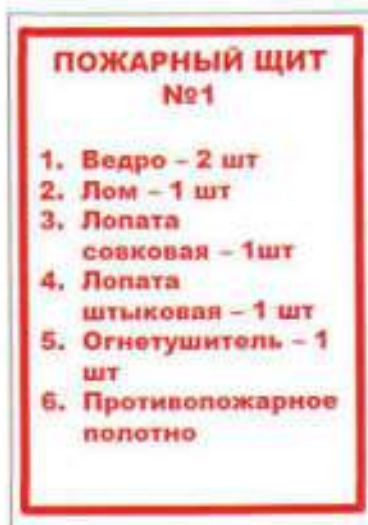 ПОЖАРНЫЙ ЩИТ
№1
1. Ведро – 2 шт
2. Лом – 1 шт
3. Лопата
совковая – 1шт
4. Лопата
штыковая – 1 шт
5. Огнетушитель – 1
шт
6. Противопожарное
полотно